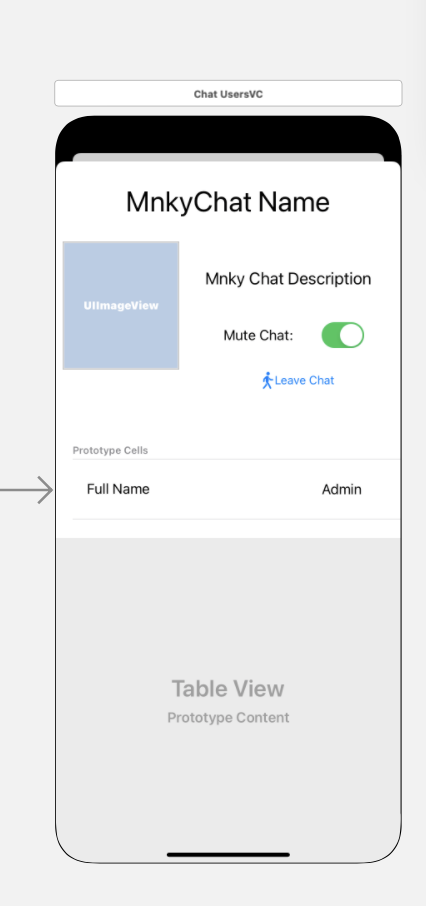 Chat UsersVC
MnkyChat Name
UIImageView
Mnky Chat Description
Mute Chat:
Leave Chat
Prototype Cells
Full Name Admin
Table View
Prototype Content